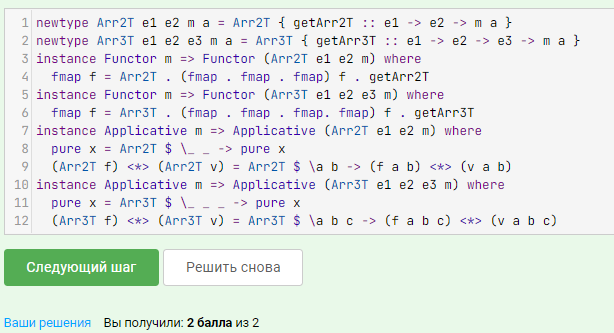 1 newtype Arr2T e1 e2 m a = Arr2T { getArr2T :: e1 -> e2 -> m a }
2 newtype Arr3T e1 e2 e3 m a = Arr3T { getArr3T :: e1 -> e2 -> e3 -> m a }
3 instance Functor m => Functor (Arr2T e1 e2 m) where
4   fmap f = Arr2T . (fmap . fmap . fmap) f . getArr2T
5 instance Functor m => Functor (Arr3T e1 e2 e3 m) where
6   fmap f = Arr3T . (fmap . fmap . fmap. fmap) f . getArr3T
7 instance Applicative m => Applicative (Arr2T e1 e2 m) where
8   pure x = Arr2T $ \_ _ -> pure x
9   (Arr2T f) <*> (Arr2T v) = Arr2T $ \a b -> (f a b) <*> (v a b)
10 instance Applicative m => Applicative (Arr3T e1 e2 e3 m) where
11   pure x = Arr3T $ \_ _ _ -> pure x
12   (Arr3T f) <*> (Arr3T v) = Arr3T $ \a b c -> (f a b c) <*> (v a b c)
Следующий шаг Решить снова
Ваши решения Вы получили: 2 балла из 2